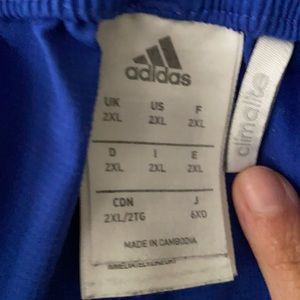 adidas
UK US F
2XL 2XL 2XL
D I E
2XL 2XL 2XL
CDN J
2XL/2TG 6XO
MADE IN CAMBODIA
climalite